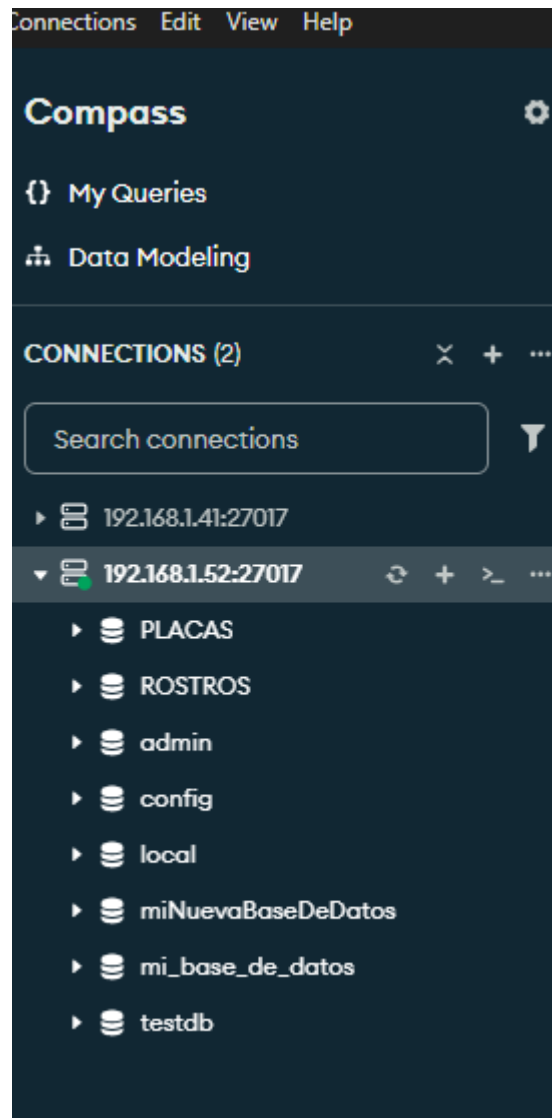 Connections Edit View Help
Compass
My Queries
Data Modeling
CONNECTIONS (2)
Search connections
192.168.1.41:27017
192.168.1.52:27017
PLACAS
ROSTROS
admin
config
local
miNuevaBaseDeDatos
mi_base_de_datos
testdb